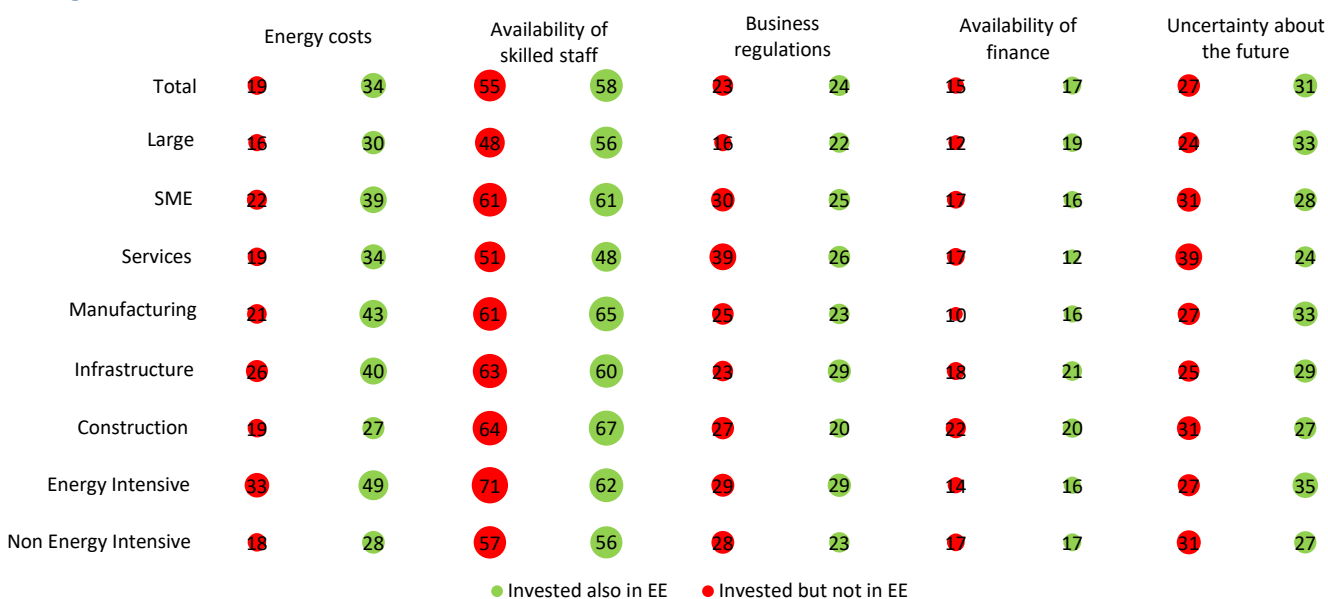 Energy costs
Availability of
skilled staff
Business
regulations
Availability of
finance
Uncertainty about
the future
Total 19 34 55 58 23 24 15 17 27 31
Large 16 30 48 56 16 22 12 19 24 33
SME 22 39 61 61 30 25 17 16 31 28
Services 19 34 51 48 39 26 17 12 39 24
Manufacturing 21 43 61 65 25 23 10 16 27 33
Infrastructure 26 40 63 60 23 29 18 21 25 29
Construction 19 27 64 67 27 20 22 20 31 27
Energy Intensive 33 49 71 62 29 29 14 16 27 35
Non Energy Intensive 18 28 57 56 28 23 17 17 31 27
Invested also in EE Invested but not in EE